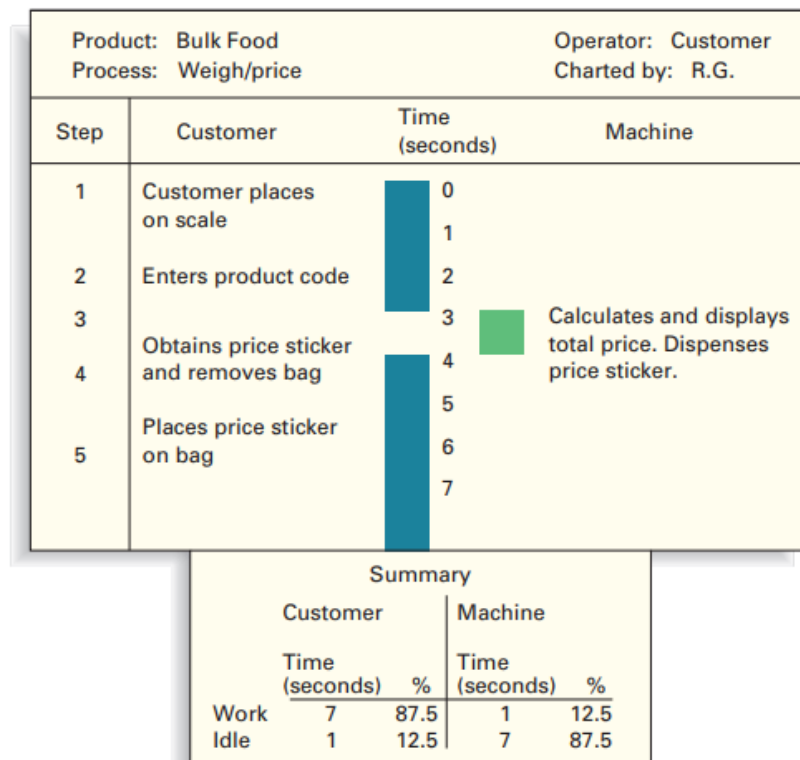 Product: Bulk Food Operator: Customer
Process: Weigh/price Charted by: R.G.
Step Customer Time (seconds) Machine
1 Customer places on scale 0
1
2 Enters product code 2
3 3 Calculates and displays total price. Dispenses price sticker.
4 Obtains price sticker and removes bag 4
5
5 Places price sticker on bag 6
7
Summary
Customer Machine
Time Time
(seconds) % (seconds) %
Work 7 87.5 1 12.5
Idle 1 12.5 7 87.5